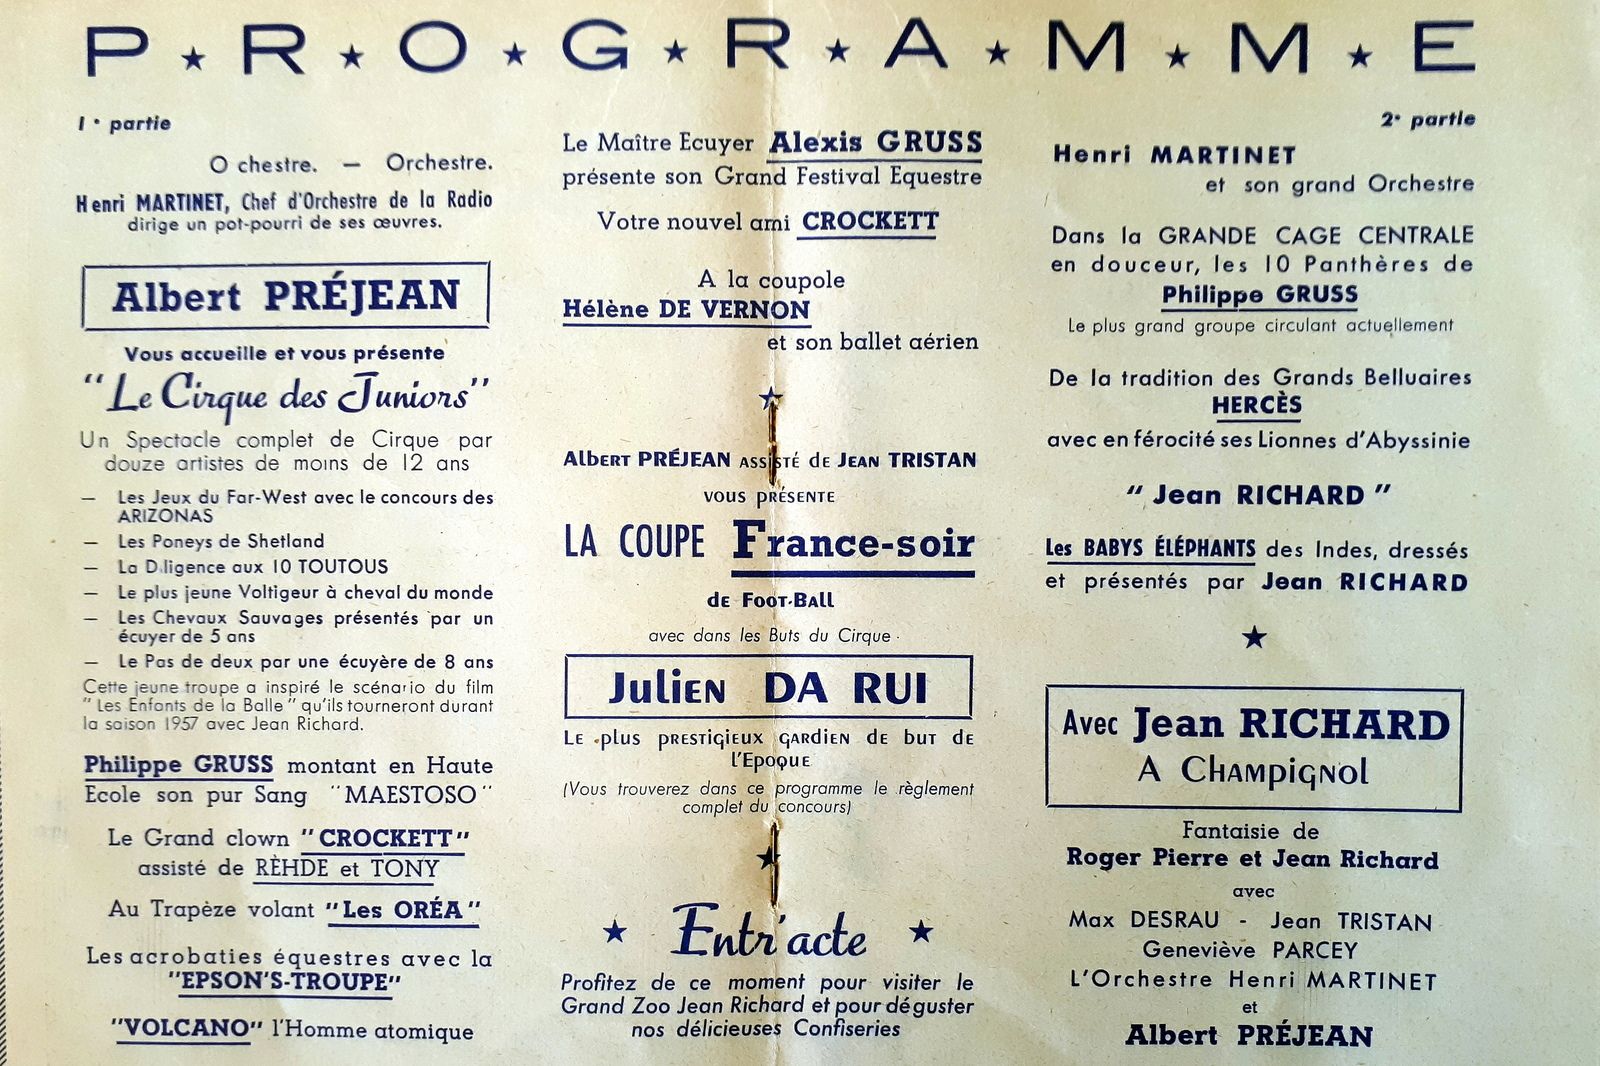 P★R★O★G★R★A★M★M★E
1e partie
O chestre. — Orchestre.
Henri MARTINET, Chef d'Orchestre de la Radio
dirige un pot-pourri de ses œuvres.
Albert PRÉJEAN
Vous accueille et vous présente
"Le Cirque des Juniors"
Un Spectacle complet de Cirque par
douze artistes de moins de 12 ans
— Les Jeux du Far-West avec le concours des
ARIZONAS
— Les Poneys de Shetland
— La D ligence aux 10 TOUTOUS
— Le plus jeune Voltigeur à cheval du monde
— Les Chevaux Sauvages présentés par un
écuyer de 5 ans
— Le Pas de deux par une écuyère de 8 ans
Cette jeune troupe a inspiré le scénario du film
" Les Enfants de la Balle " qu'ils tourneront durant
la saison 1957 avec Jean Richard.
Philippe GRUSS montant en Haute
Ecole son pur Sang "MAESTOSO"
Le Grand clown "CROCKETT"
assisté de RÈHDE et TONY
Au Trapèze volant "Les ORÉA"
Les acrobaties équestres avec la
"EPSON'S-TROUPE"
"VOLCANO" l'Homme atomique
Le Maître Ecuyer Alexis GRUSS
présente son Grand Festival Equestre
Votre nouvel ami CROCKETT
A la coupole
Hélène DE VERNON
et son ballet aérien
★
Albert PRÉJEAN assisté de Jean TRISTAN
vous présente
LA COUPE France-soir
de Foot-Ball
avec dans les Buts du Cirque
Julien DA RUI
Le plus prestigieux gardien de but de
l'Epoque
(Vous trouverez dans ce programme le règlement
complet du concours)
★
★ Entr'acte ★
Profitez de ce moment pour visiter le
Grand Zoo Jean Richard et pour déguster
nos délicieuses Confiseries
2e partie
Henri MARTINET
et son grand Orchestre
Dans la GRANDE CAGE CENTRALE
en douceur, les 10 Panthères de
Philippe GRUSS
Le plus grand groupe circulant actuellement
De la tradition des Grands Belluaires
HERCÈS
avec en férocité ses Lionnes d'Abyssinie
" Jean RICHARD "
Les BABYS ÉLÉPHANTS des Indes, dressés
et présentés par Jean RICHARD
★
Avec Jean RICHARD
A Champignol
Fantaisie de
Roger Pierre et Jean Richard
avec
Max DESRAU - Jean TRISTAN
Geneviève PARCEY
L'Orchestre Henri MARTINET
et
Albert PRÉJEAN